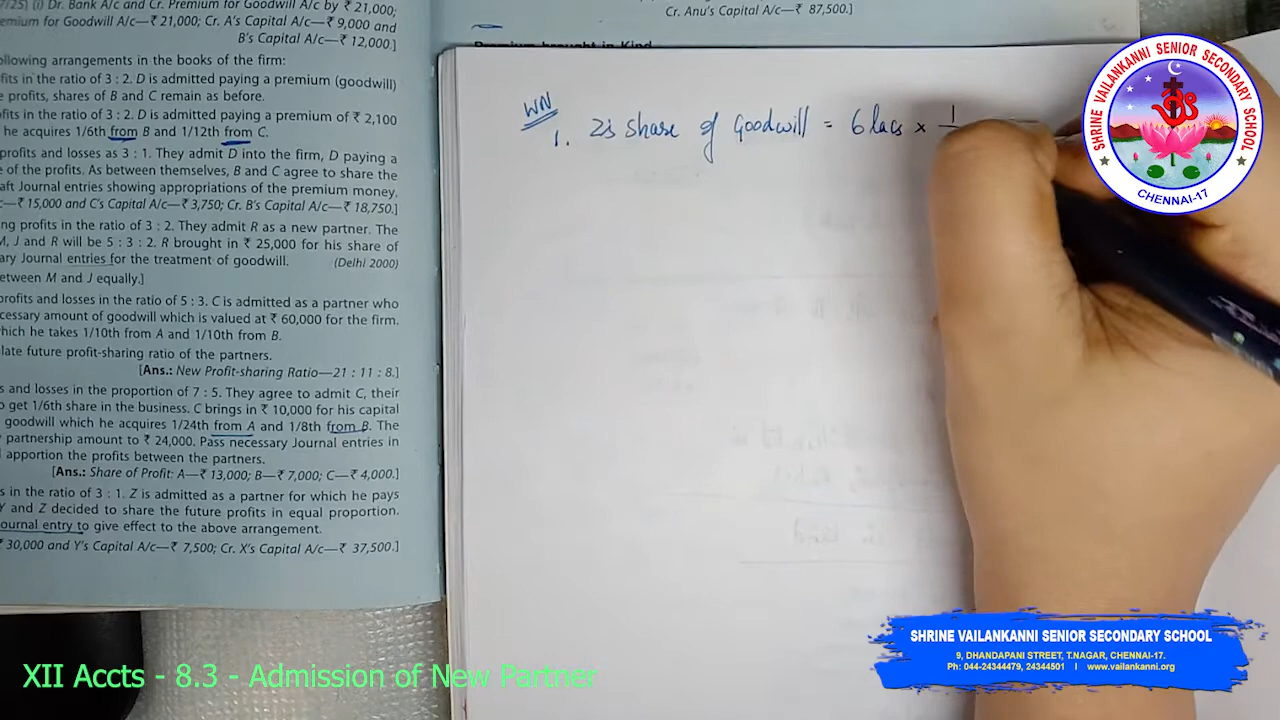 7/25) (i) Dr. Bank A/c and Cr. Premium for Goodwill A/c by ₹ 21,000;
emium for Goodwill A/c—₹ 21,000; Cr. A's Capital A/c—₹ 9,000 and
B's Capital A/c—₹ 12,000.]
ollowing arrangements in the books of the firm:
fits in the ratio of 3 : 2. D is admitted paying a premium (goodwill)
e profits, shares of B and C remain as before.
ofits in the ratio of 3 : 2. D is admitted paying a premium of ₹ 2,100
he acquires 1/6th from B and 1/12th from C.
profits and losses as 3 : 1. They admit D into the firm, D paying a
e of the profits. As between themselves, B and C agree to share the
aft Journal entries showing appropriations of the premium money.
—₹ 15,000 and C's Capital A/c—₹ 3,750; Cr. B's Capital A/c—₹ 18,750.]
ng profits in the ratio of 3 : 2. They admit R as a new partner. The
M, J and R will be 5 : 3 : 2. R brought in ₹ 25,000 for his share of
ary Journal entries for the treatment of goodwill. (Delhi 2000)
etween M and J equally.]
profits and losses in the ratio of 5 : 3. C is admitted as a partner who
cessary amount of goodwill which is valued at ₹ 60,000 for the firm.
hich he takes 1/10th from A and 1/10th from B.
late future profit-sharing ratio of the partners.
[Ans.: New Profit-sharing Ratio—21 : 11 : 8.]
s and losses in the proportion of 7 : 5. They agree to admit C, their
o get 1/6th share in the business. C brings in ₹ 10,000 for his capital
goodwill which he acquires 1/24th from A and 1/8th from B. The
partnership amount to ₹ 24,000. Pass necessary Journal entries in
apportion the profits between the partners.
[Ans.: Share of Profit: A—₹ 13,000; B—₹ 7,000; C—₹ 4,000.]
s in the ratio of 3 : 1. Z is admitted as a partner for which he pays
Y and Z decided to share the future profits in equal proportion.
ournal entry to give effect to the above arrangement.
₹ 30,000 and Y's Capital A/c—₹ 7,500; Cr. X's Capital A/c—₹ 37,500.]
Cr. Anu's Capital A/c—₹ 87,500.]
Premium brought in Kind
WN
1. Z's Share of Goodwill = 6 lacs × 1
SHRINE VAILANKANNI SENIOR SECONDARY SCHOOL
CHENNAI-17
SHRINE VAILANKANNI SENIOR SECONDARY SCHOOL
9, DHANDAPANI STREET, T.NAGAR, CHENNAI-17.
Ph: 044-24344479, 24344501 I www.vailankanni.org
XII Accts - 8.3 - Admission of New Partner